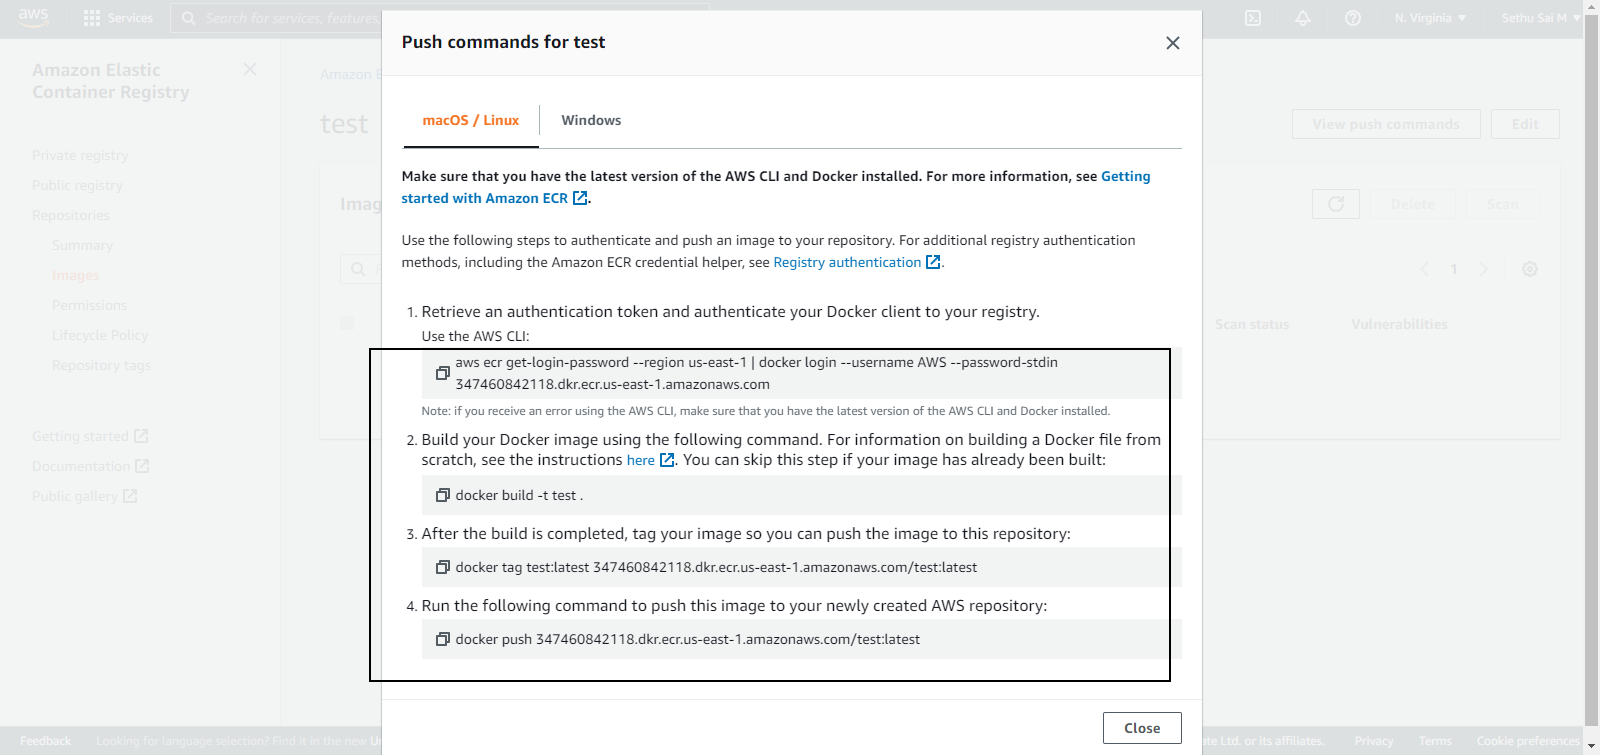 aws
Services
Search for services, features,
N. Virginia
Sethu Sai M
Push commands for test
Amazon Elastic
Container Registry
Amazon E
test
View push commands
Edit
macOS / Linux
Windows
Private registry
Public registry
Repositories
Summary
Images
Permissions
Lifecycle Policy
Repository tags
Getting started
Documentation
Public gallery
Imag
Delete
Scan
1
Scan status
Vulnerabilities
Make sure that you have the latest version of the AWS CLI and Docker installed. For more information, see Getting
started with Amazon ECR.
Use the following steps to authenticate and push an image to your repository. For additional registry authentication
methods, including the Amazon ECR credential helper, see Registry authentication.
1. Retrieve an authentication token and authenticate your Docker client to your registry.
Use the AWS CLI:
aws ecr get-login-password --region us-east-1 | docker login --username AWS --password-stdin
347460842118.dkr.ecr.us-east-1.amazonaws.com
Note: if you receive an error using the AWS CLI, make sure that you have the latest version of the AWS CLI and Docker installed.
2. Build your Docker image using the following command. For information on building a Docker file from
scratch, see the instructions here. You can skip this step if your image has already been built:
docker build -t test .
3. After the build is completed, tag your image so you can push the image to this repository:
docker tag test:latest 347460842118.dkr.ecr.us-east-1.amazonaws.com/test:latest
4. Run the following command to push this image to your newly created AWS repository:
docker push 347460842118.dkr.ecr.us-east-1.amazonaws.com/test:latest
Close
Feedback
Looking for language selection? Find it in the new Un
te Ltd. or its affiliates.
Privacy
Terms
Cookie preferences